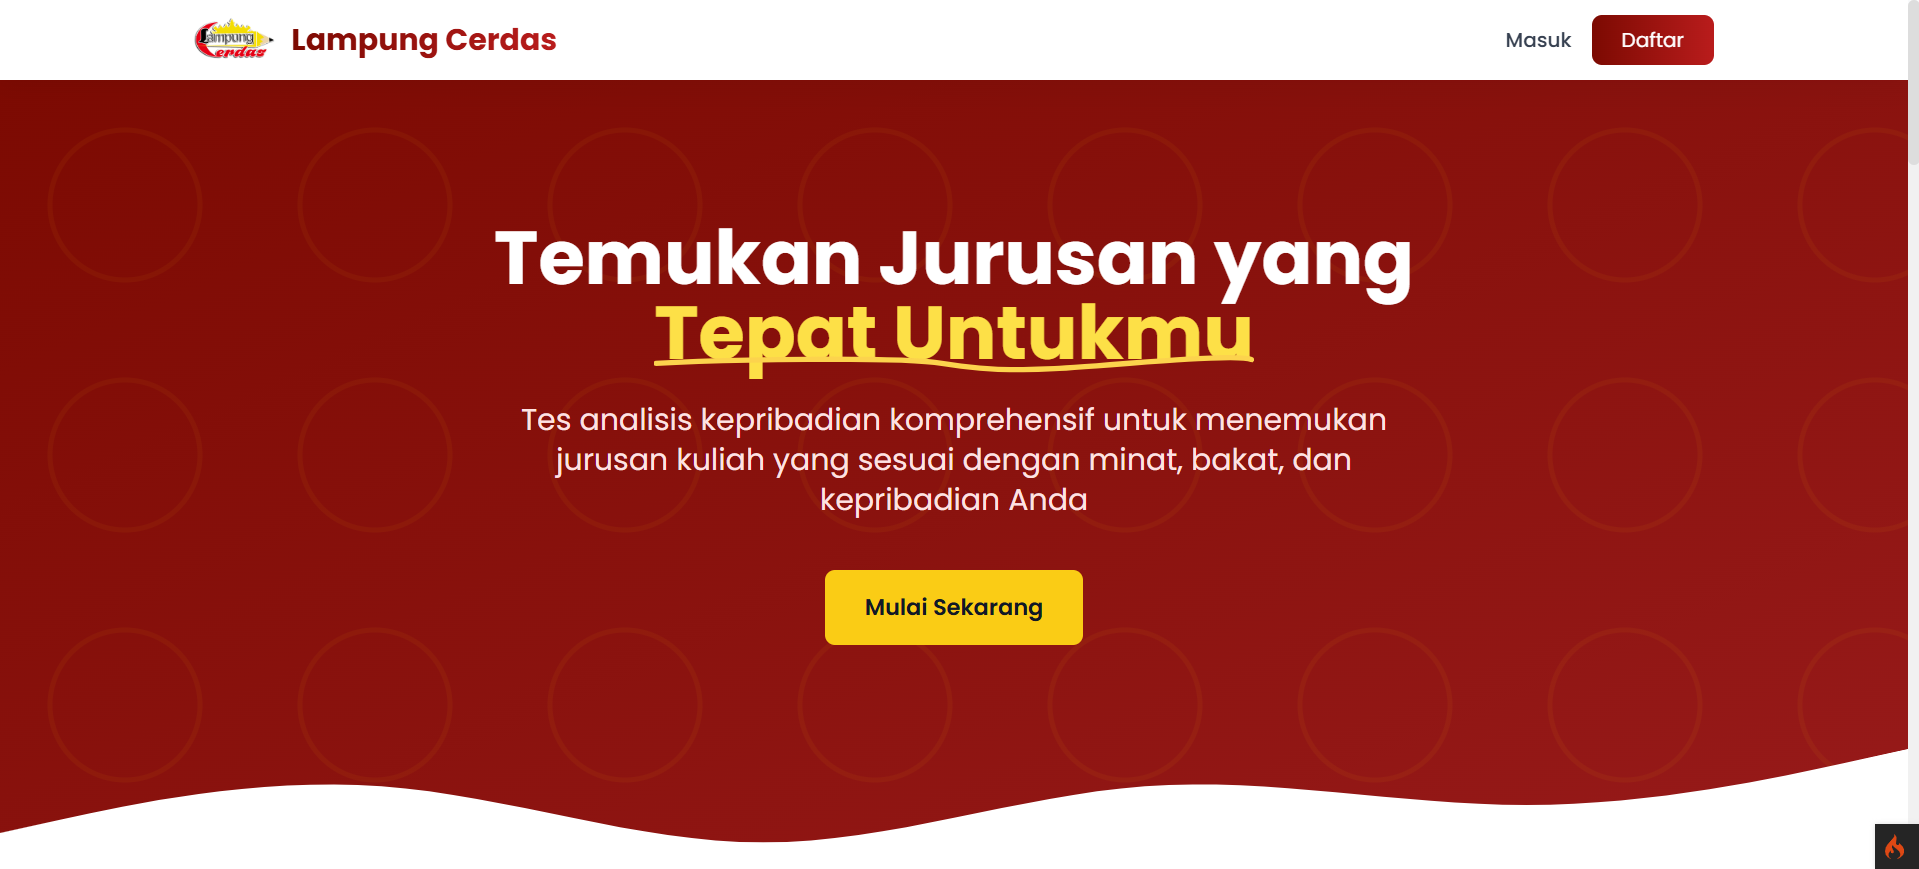 Lampung
Cerdas
Lampung Cerdas
Masuk
Daftar
Temukan Jurusan yang
Tepat Untukmu
Tes analisis kepribadian komprehensif untuk menemukan
jurusan kuliah yang sesuai dengan minat, bakat, dan
kepribadian Anda
Mulai Sekarang